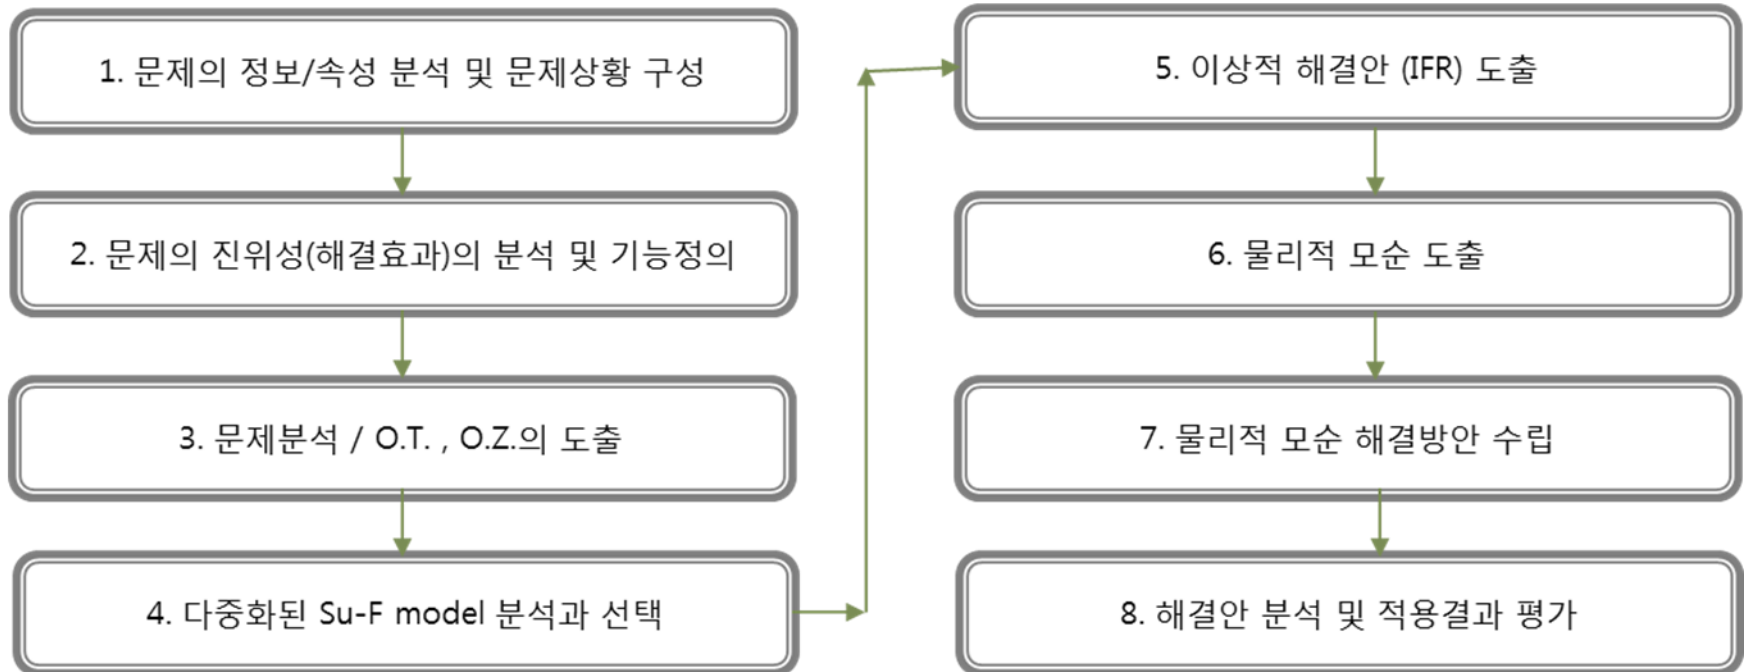 1. 문제의 정보/속성 분석 및 문제상황 구성
2. 문제의 진위성(해결효과)의 분석 및 기능정의
3. 문제분석 / O.T. , O.Z.의 도출
4. 다중화된 Su-F model 분석과 선택
5. 이상적 해결안 (IFR) 도출
6. 물리적 모순 도출
7. 물리적 모순 해결방안 수립
8. 해결안 분석 및 적용결과 평가